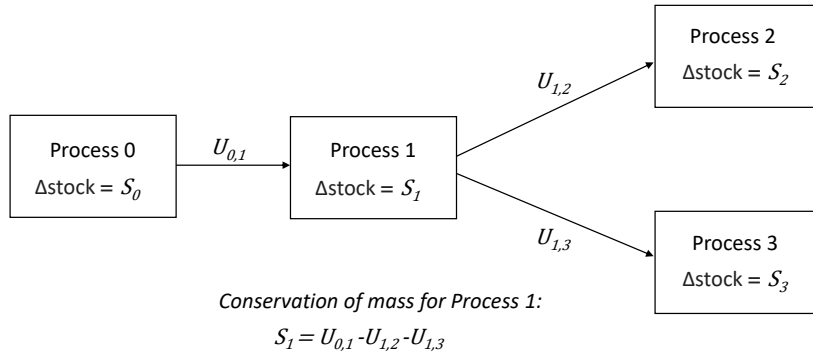 Process 0
Δstock = S₀
U₀,₁
Process 1
Δstock = S₁
U₁,₂
Process 2
Δstock = S₂
U₁,₃
Process 3
Δstock = S₃
Conservation of mass for Process 1:
S₁ = U₀,₁ -U₁,₂ -U₁,₃